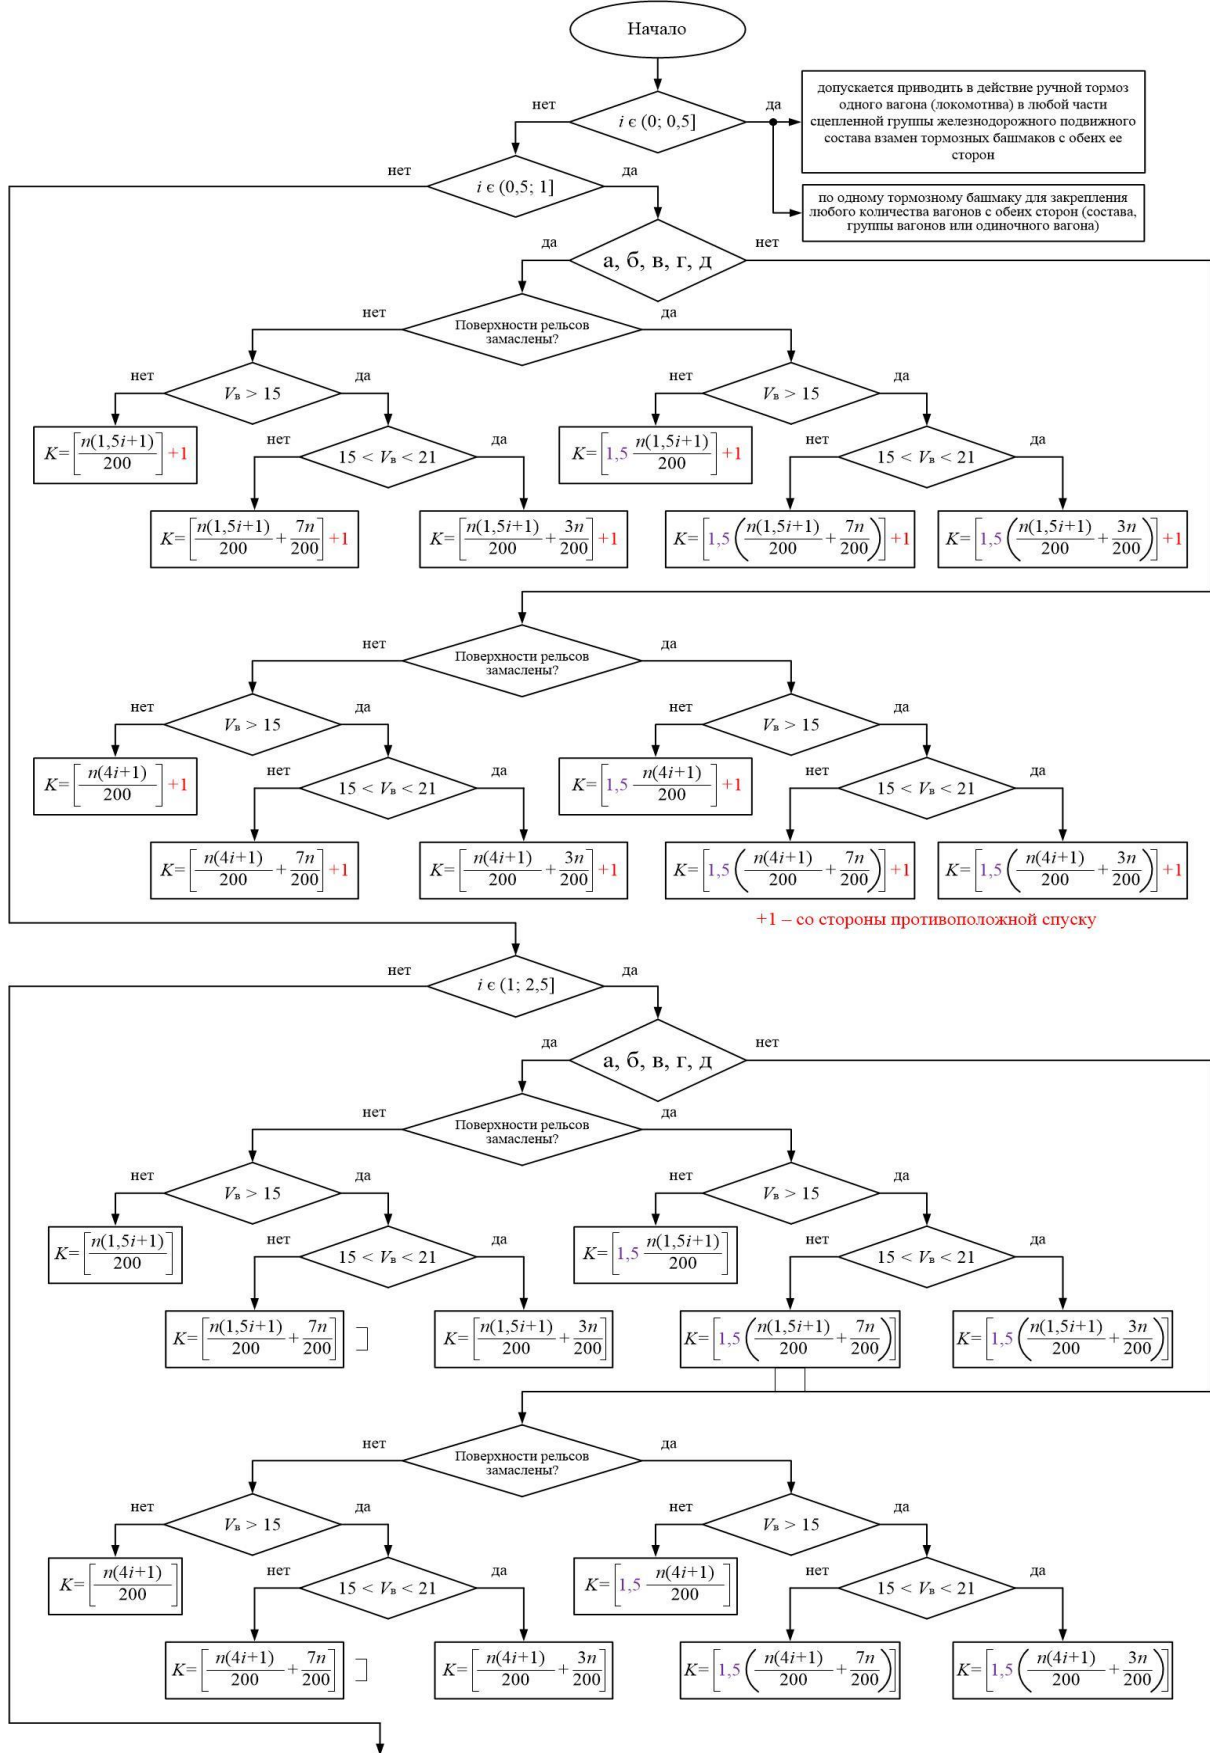 Начало
нет
i є (0; 0,5]
да
допускается приводить в действие ручной тормоз
одного вагона (локомотива) в любой части
сцепленной группы железнодорожного подвижного
состава взамен тормозных башмаков с обеих ее
сторон
нет
i є (0,5; 1]
да
по одному тормозному башмаку для закрепления
любого количества вагонов с обеих сторон (состава,
группы вагонов или одиночного вагона)
да
а, б, в, г, д
нет
нет
Поверхности рельсов
замаслены?
да
нет
Vв > 15
да
нет
Vв > 15
да
K=[n(1,5i+1)/200]+1
нет
15 < Vв < 21
да
K=[1,5 n(1,5i+1)/200]+1
нет
15 < Vв < 21
да
K=[n(1,5i+1)/200 + 7n/200]+1
K=[n(1,5i+1)/200 + 3n/200]+1
K=[1,5(n(1,5i+1)/200 + 7n/200)]+1
K=[1,5(n(1,5i+1)/200 + 3n/200)]+1
нет
Поверхности рельсов
замаслены?
да
нет
Vв > 15
да
нет
Vв > 15
да
K=[n(4i+1)/200]+1
нет
15 < Vв < 21
да
K=[1,5 n(4i+1)/200]+1
нет
15 < Vв < 21
да
K=[n(4i+1)/200 + 7n/200]+1
K=[n(4i+1)/200 + 3n/200]+1
K=[1,5(n(4i+1)/200 + 7n/200)]+1
K=[1,5(n(4i+1)/200 + 3n/200)]+1
+1 – со стороны противоположной спуску
нет
i є (1; 2,5]
да
да
а, б, в, г, д
нет
нет
Поверхности рельсов
замаслены?
да
нет
Vв > 15
да
нет
Vв > 15
да
K=[n(1,5i+1)/200]
нет
15 < Vв < 21
да
K=[1,5 n(1,5i+1)/200]
нет
15 < Vв < 21
да
K=[n(1,5i+1)/200 + 7n/200] ]
K=[n(1,5i+1)/200 + 3n/200]
K=[1,5(n(1,5i+1)/200 + 7n/200)]
K=[1,5(n(1,5i+1)/200 + 3n/200)]
нет
Поверхности рельсов
замаслены?
да
нет
Vв > 15
да
нет
Vв > 15
да
K=[n(4i+1)/200]
нет
15 < Vв < 21
да
K=[1,5 n(4i+1)/200]
нет
15 < Vв < 21
да
K=[n(4i+1)/200 + 7n/200] ]
K=[n(4i+1)/200 + 3n/200]
K=[1,5(n(4i+1)/200 + 7n/200)]
K=[1,5(n(4i+1)/200 + 3n/200)]